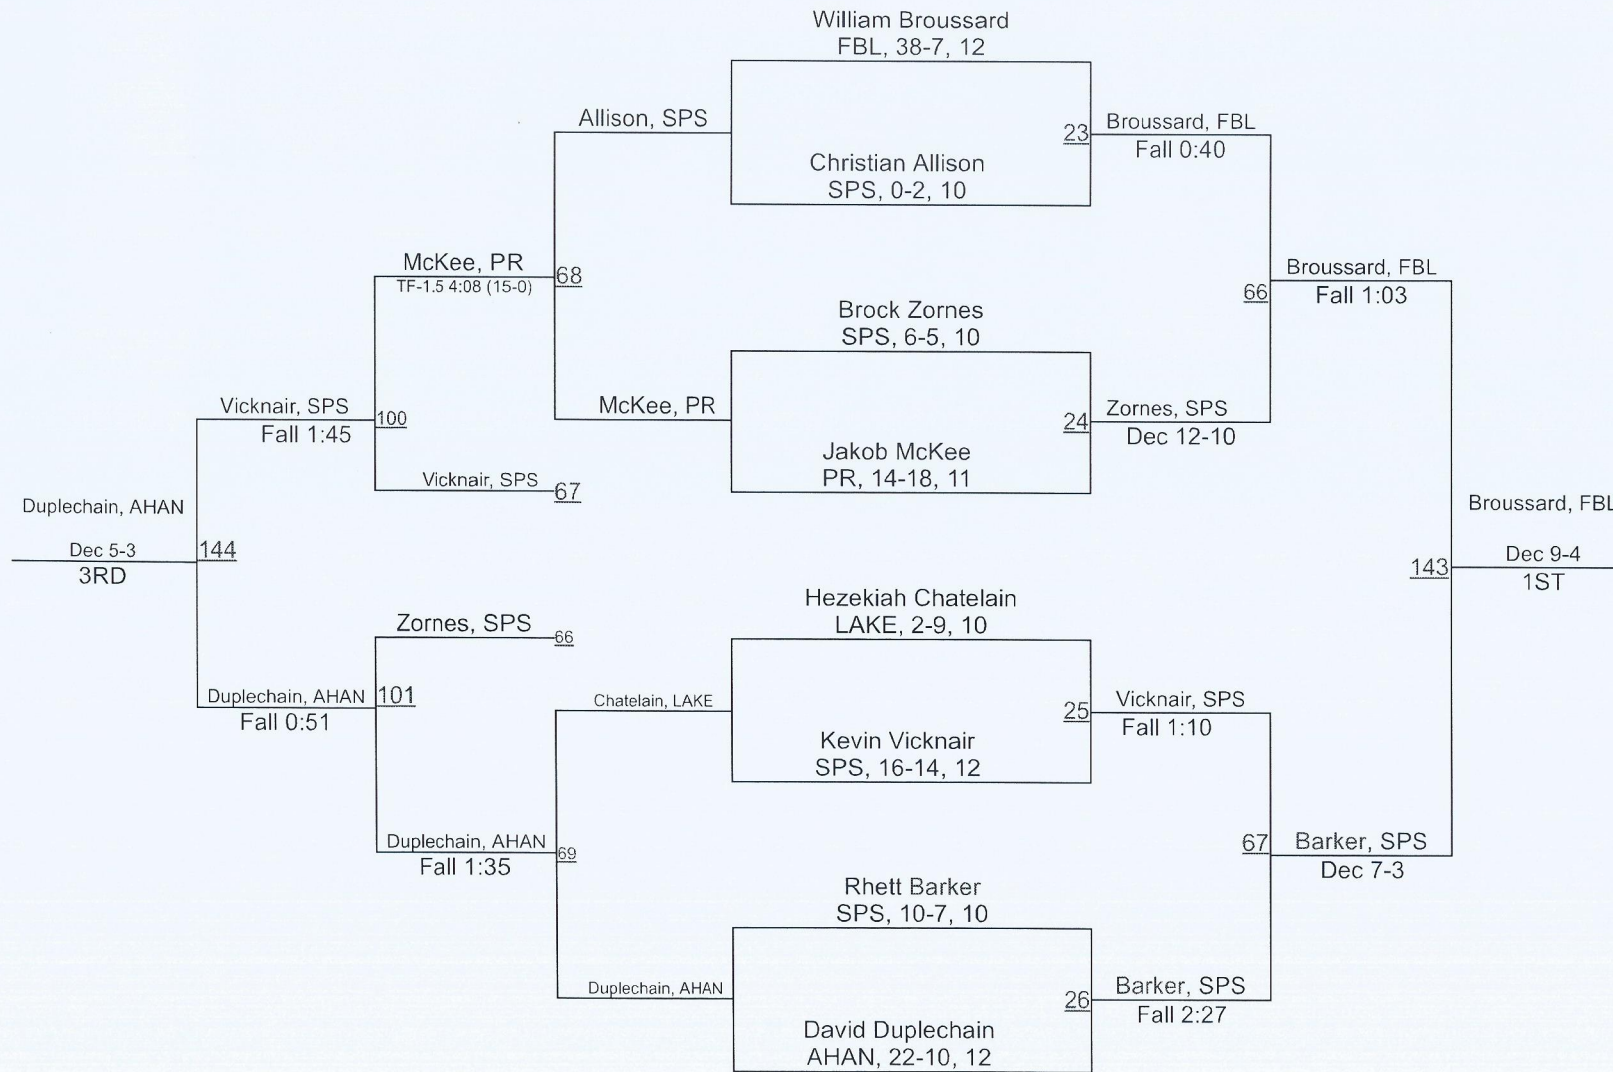 William Broussard
FBL, 38-7, 12
Allison, SPS
23
Broussard, FBL
Fall 0:40
Christian Allison
SPS, 0-2, 10
McKee, PR
TF-1.5 4:08 (15-0)
68
66
Broussard, FBL
Fall 1:03
Brock Zornes
SPS, 6-5, 10
Vicknair, SPS
Fall 1:45
100
McKee, PR
24
Zornes, SPS
Dec 12-10
Jakob McKee
PR, 14-18, 11
Vicknair, SPS
67
Duplechain, AHAN
Dec 5-3
3RD
144
143
Broussard, FBL
Dec 9-4
1ST
Hezekiah Chatelain
LAKE, 2-9, 10
Zornes, SPS
66
Duplechain, AHAN
Fall 0:51
101
Chatelain, LAKE
25
Vicknair, SPS
Fall 1:10
Kevin Vicknair
SPS, 16-14, 12
Duplechain, AHAN
Fall 1:35
69
67
Barker, SPS
Dec 7-3
Rhett Barker
SPS, 10-7, 10
Duplechain, AHAN
26
Barker, SPS
Fall 2:27
David Duplechain
AHAN, 22-10, 12